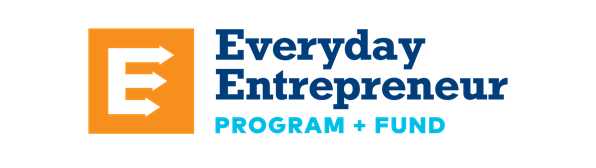 E
Everyday
Entrepreneur
PROGRAM + FUND